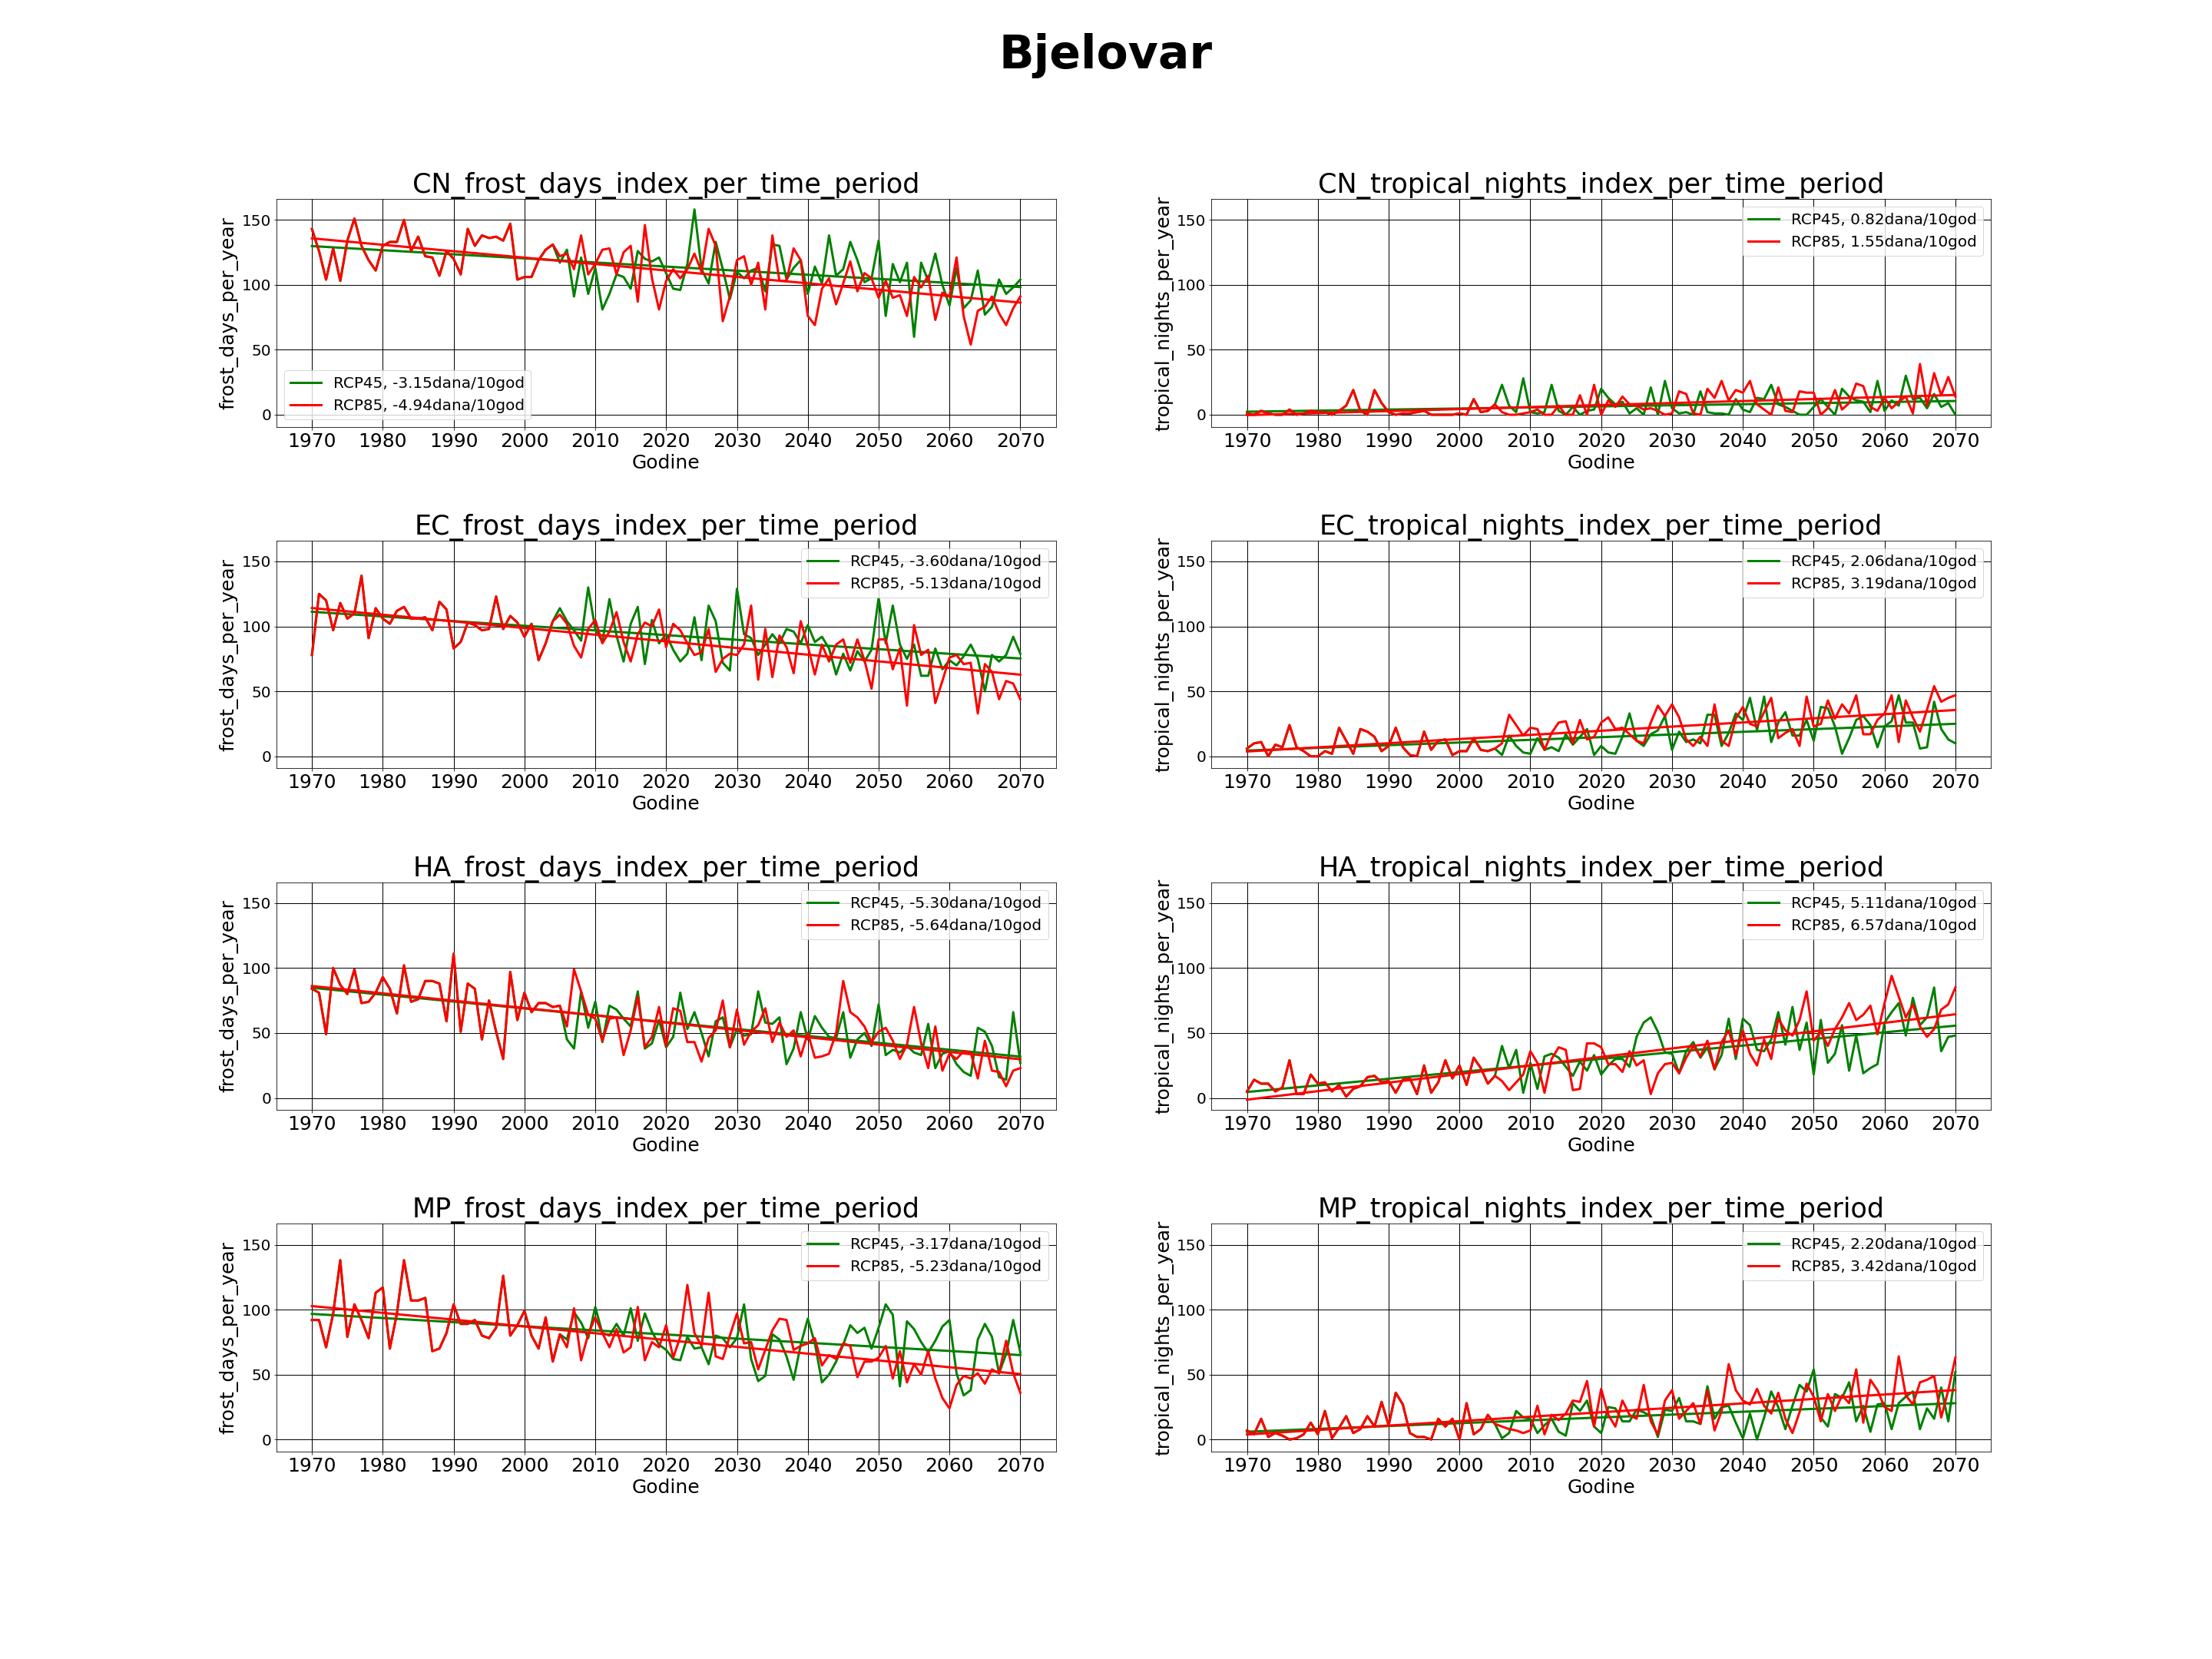 Bjelovar
CN_frost_days_index_per_time_period
frost_days_per_year
150
100
50
0
RCP45, -3.15dana/10god
RCP85, -4.94dana/10god
1970 1980 1990 2000 2010 2020 2030 2040 2050 2060 2070
Godine
CN_tropical_nights_index_per_time_period
tropical_nights_per_year
150
100
50
0
RCP45, 0.82dana/10god
RCP85, 1.55dana/10god
1970 1980 1990 2000 2010 2020 2030 2040 2050 2060 2070
Godine
EC_frost_days_index_per_time_period
frost_days_per_year
150
100
50
0
RCP45, -3.60dana/10god
RCP85, -5.13dana/10god
1970 1980 1990 2000 2010 2020 2030 2040 2050 2060 2070
Godine
EC_tropical_nights_index_per_time_period
tropical_nights_per_year
150
100
50
0
RCP45, 2.06dana/10god
RCP85, 3.19dana/10god
1970 1980 1990 2000 2010 2020 2030 2040 2050 2060 2070
Godine
HA_frost_days_index_per_time_period
frost_days_per_year
150
100
50
0
RCP45, -5.30dana/10god
RCP85, -5.64dana/10god
1970 1980 1990 2000 2010 2020 2030 2040 2050 2060 2070
Godine
HA_tropical_nights_index_per_time_period
tropical_nights_per_year
150
100
50
0
RCP45, 5.11dana/10god
RCP85, 6.57dana/10god
1970 1980 1990 2000 2010 2020 2030 2040 2050 2060 2070
Godine
MP_frost_days_index_per_time_period
frost_days_per_year
150
100
50
0
RCP45, -3.17dana/10god
RCP85, -5.23dana/10god
1970 1980 1990 2000 2010 2020 2030 2040 2050 2060 2070
Godine
MP_tropical_nights_index_per_time_period
tropical_nights_per_year
150
100
50
0
RCP45, 2.20dana/10god
RCP85, 3.42dana/10god
1970 1980 1990 2000 2010 2020 2030 2040 2050 2060 2070
Godine